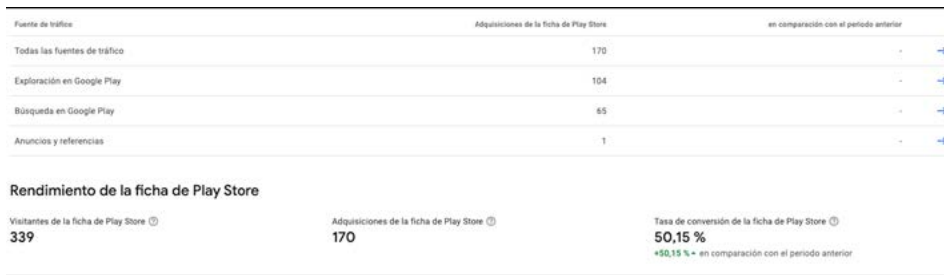 Fuente de tráfico Adquisiciones de la ficha de Play Store en comparación con el periodo anterior
Todas las fuentes de tráfico 170 -
Exploración en Google Play 104 -
Búsqueda en Google Play 65 -
Anuncios y referencias 1 -
Rendimiento de la ficha de Play Store
Visitantes de la ficha de Play Store Adquisiciones de la ficha de Play Store Tasa de conversión de la ficha de Play Store
339 170 50,15 %
+50,15 % en comparación con el periodo anterior